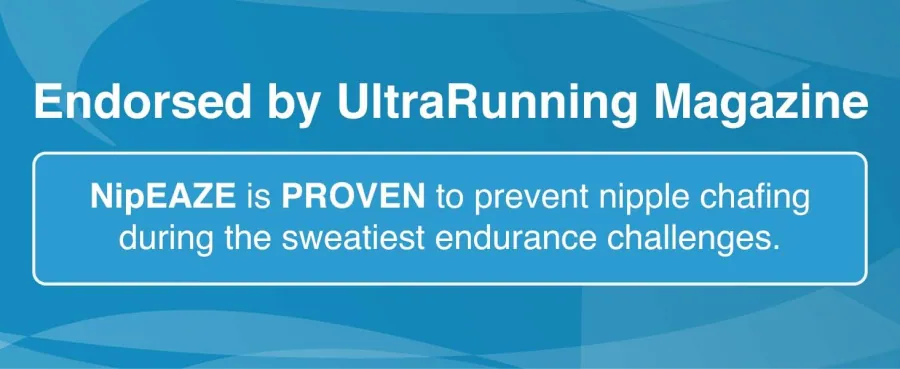 Endorsed by UltraRunning Magazine
NipEAZE is PROVEN to prevent nipple chafing
during the sweatiest endurance challenges.